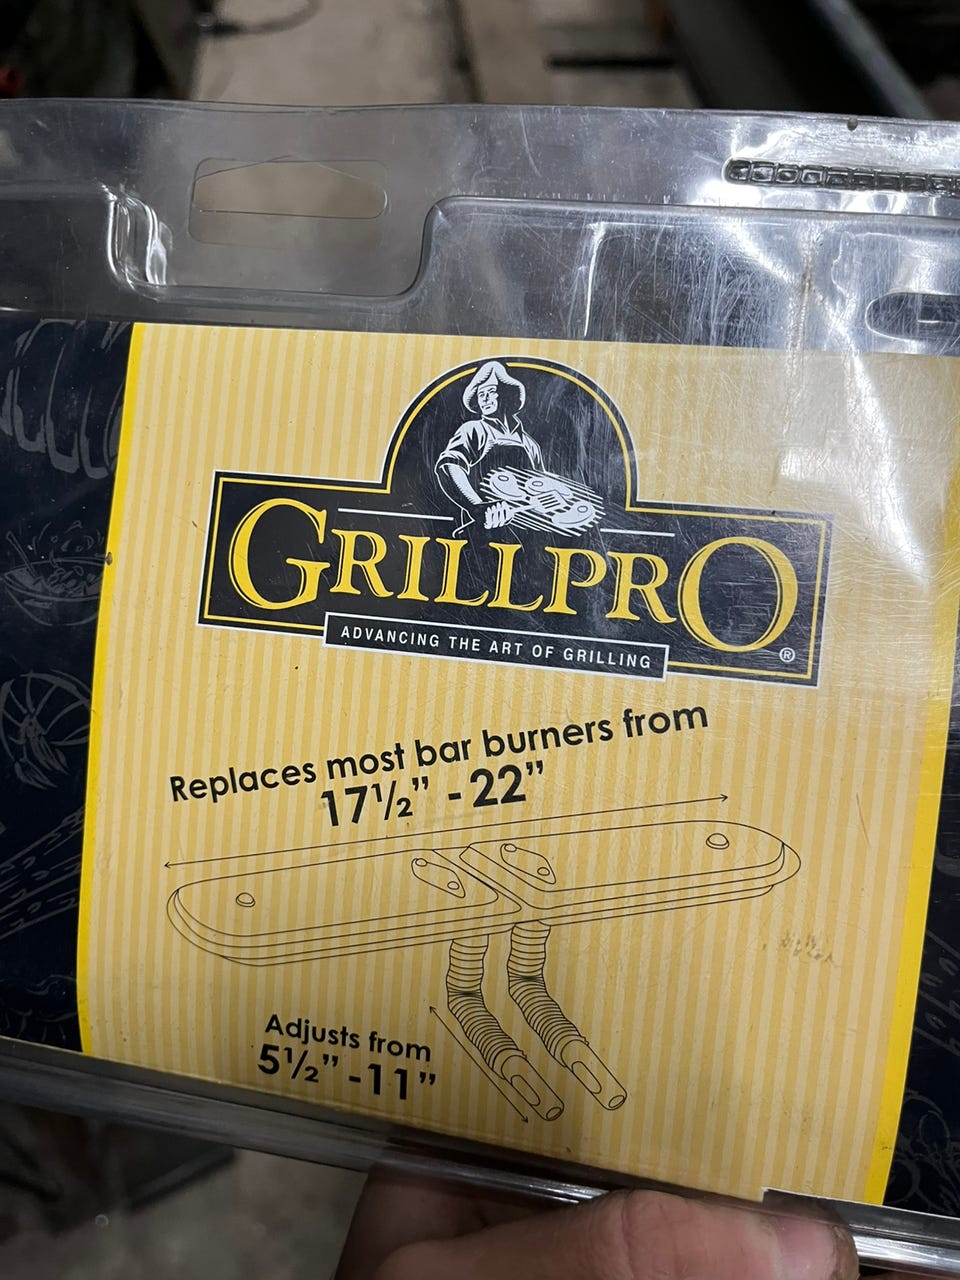 GRILLPRO
®
ADVANCING THE ART OF GRILLING
Replaces most bar burners from
17½” - 22”
Adjusts from
5½” - 11”